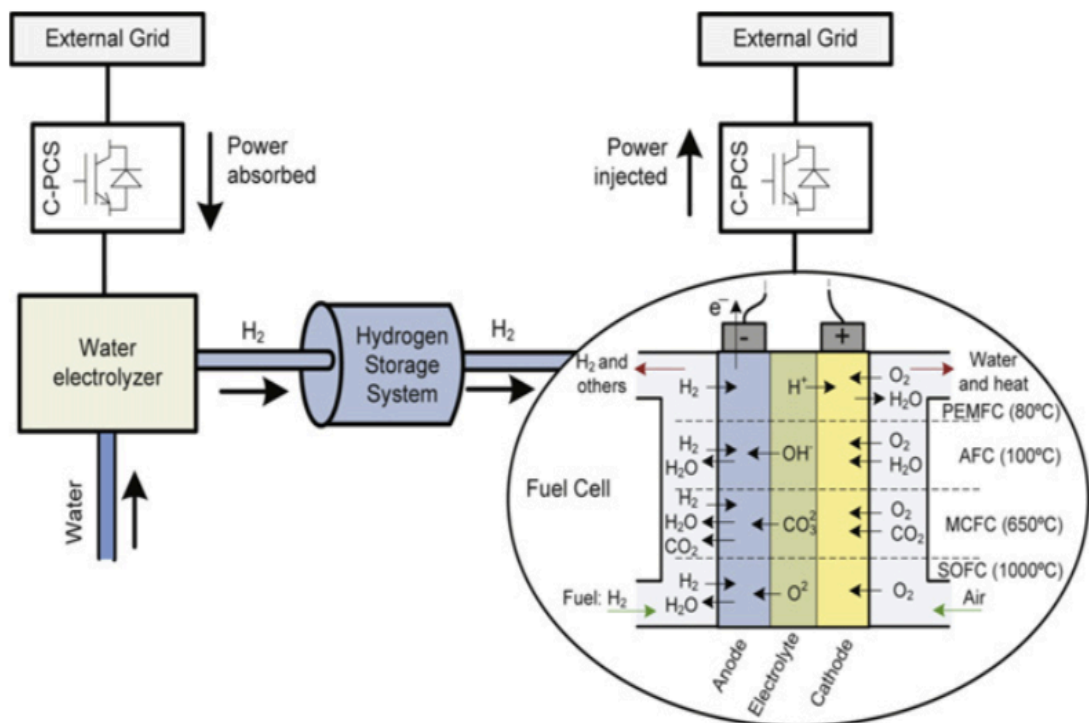 External Grid
C-PCS
Power
absorbed
Water
electrolyzer
Water
H₂
Hydrogen
Storage
System
H₂
External Grid
Power
injected
C-PCS
Fuel Cell
e⁻
-
+
H₂ and
others
Water
and heat
H₂
H⁺
O₂
H₂O
PEMFC (80ºC)
H₂
H₂O
OH⁻
O₂
H₂O
AFC (100ºC)
H₂
H₂O
CO₂
CO₃²
O₂
CO₂
MCFC (650ºC)
SOFC (1000ºC)
Fuel: H₂
H₂
H₂O
O²
O₂
Air
Anode
Electrolyte
Cathode